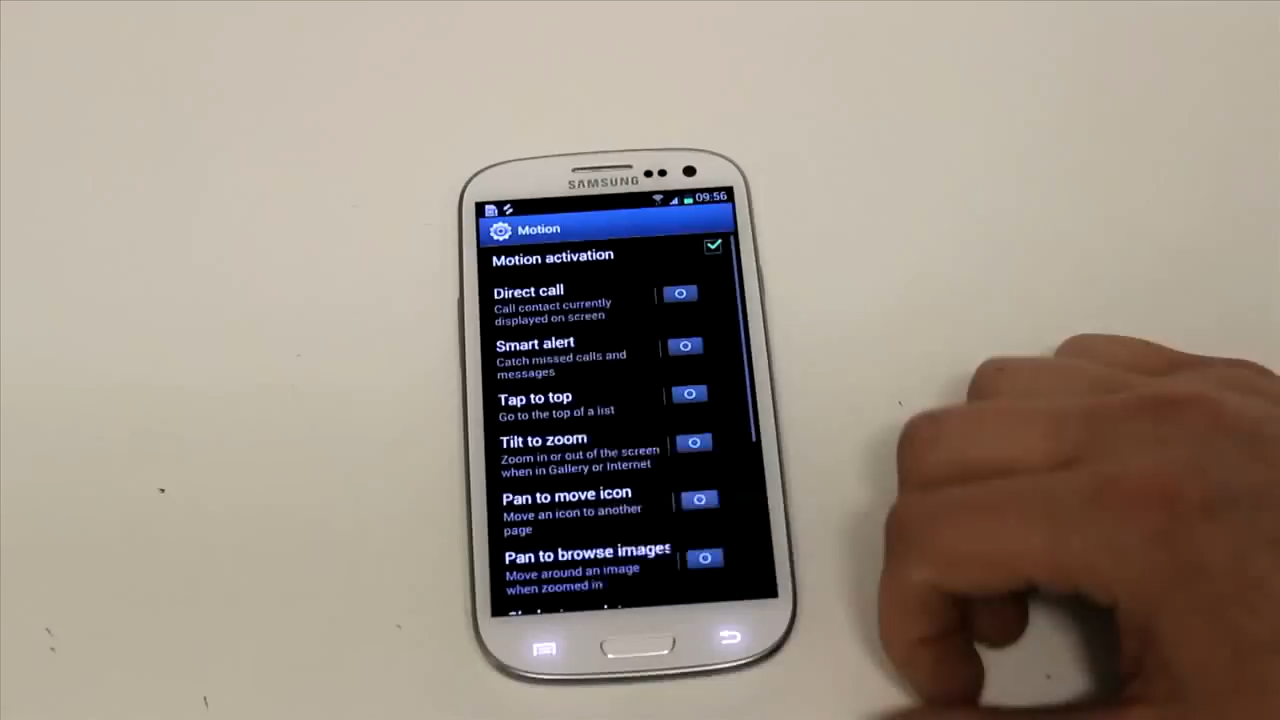 SAMSUNG
09:56
Motion
Motion activation
Direct call
Call contact currently
displayed on screen
Smart alert
Catch missed calls and
messages
Tap to top
Go to the top of a list
Tilt to zoom
Zoom in or out of the screen
when in Gallery or Internet
Pan to move icon
Move an icon to another
page
Pan to browse images
Move around an image
when zoomed in